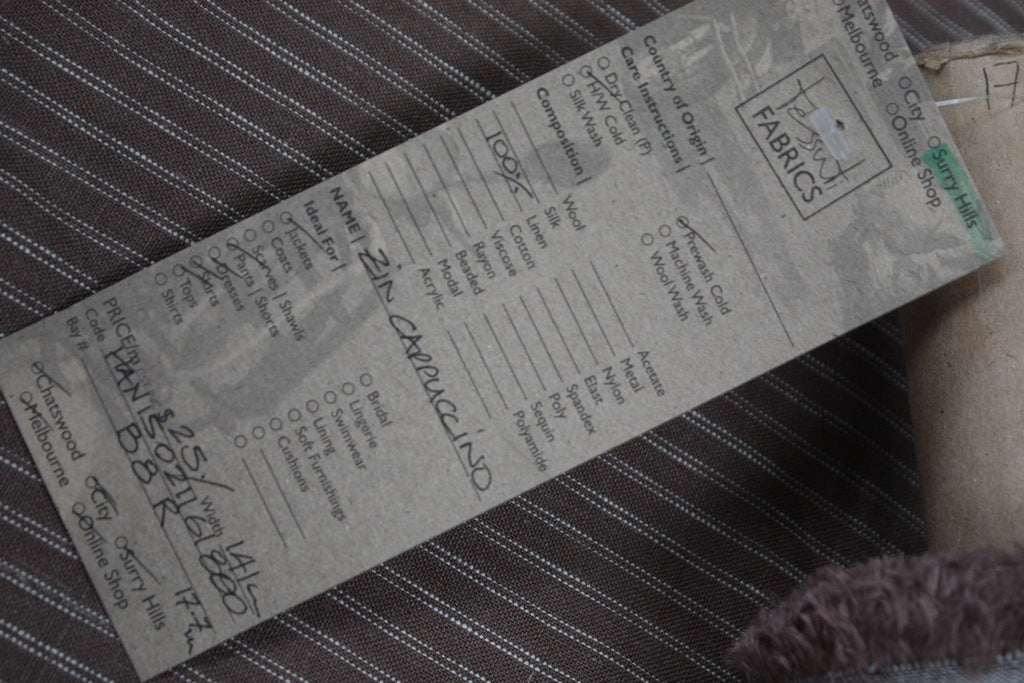 Chatswood
Melbourne
City
Online Shop
Surry Hills
Tessuti
FABRICS
Country of Origin |
Care Instructions |
Dry Clean (P)
H/W Cold
Silk Wash
Prewash Cold
Machine Wash
Wool Wash
Composition |
Wool
Silk
100% Linen
Cotton
Viscose
Rayon
Beaded
Modal
Acrylic
Acetate
Metal
Nylon
Elast
Spandex
Poly
Sequin
Polyamide
NAME | ZIN CAPPUCCINO
Ideal For |
Jackets
Coats
Scarves | Shawls
Pants | Shorts
Dresses
Skirts
Tops
Shirts
Bridal
Lingerie
Swimwear
Lining
Soft Furnishings
Cushions
$25/ Width
Code
Bay # B8R 17.7m
Chatswood
Melbourne
City
Online Shop
Surry Hills
17